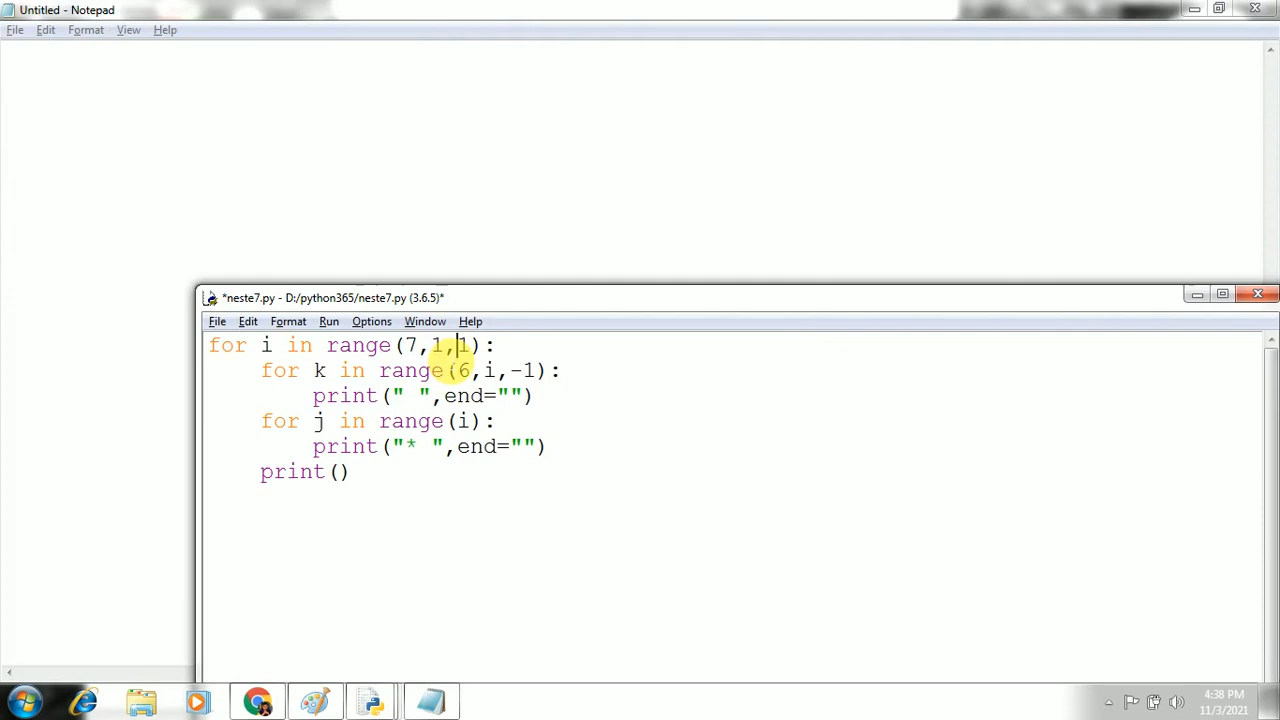 Untitled - Notepad
File Edit Format View Help
*neste7.py - D:/python365/neste7.py (3.6.5)*
File Edit Format Run Options Window Help
for i in range(7,1,1):
    for k in range(6,i,-1):
        print(" ",end="")
    for j in range(i):
        print("* ",end="")
    print()
4:38 PM
11/3/2021